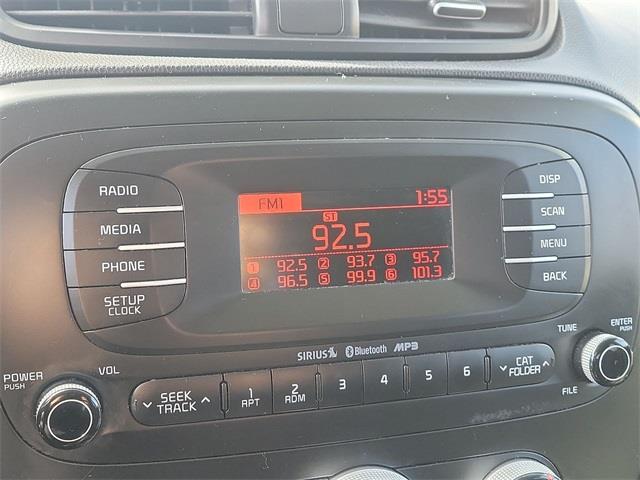 RADIO
MEDIA
PHONE
SETUP
CLOCK
FM1 1:55
ST
92.5
1 92.5 2 93.7 3 95.7
4 96.5 5 99.9 6 101.3
DISP
SCAN
MENU
BACK
SIRIUS Bluetooth MP3
POWER
PUSH
VOL
SEEK
TRACK
1
RPT
2
RDM
3
4
5
6
CAT
FOLDER
TUNE
FILE
ENTER
PUSH